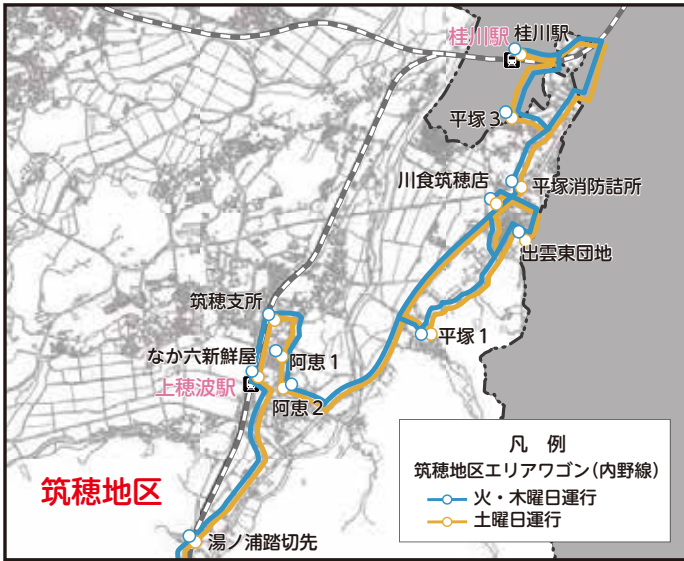 桂川駅 桂川駅
平塚3
川食筑穂店
平塚消防詰所
出雲東団地
筑穂支所
平塚1
なか六新鮮屋
阿恵1
上穂波駅
阿恵2
筑穂地区
湯ノ浦踏切先
凡 例
筑穂地区エリアワゴン(内野線)
火・木曜日運行
土曜日運行